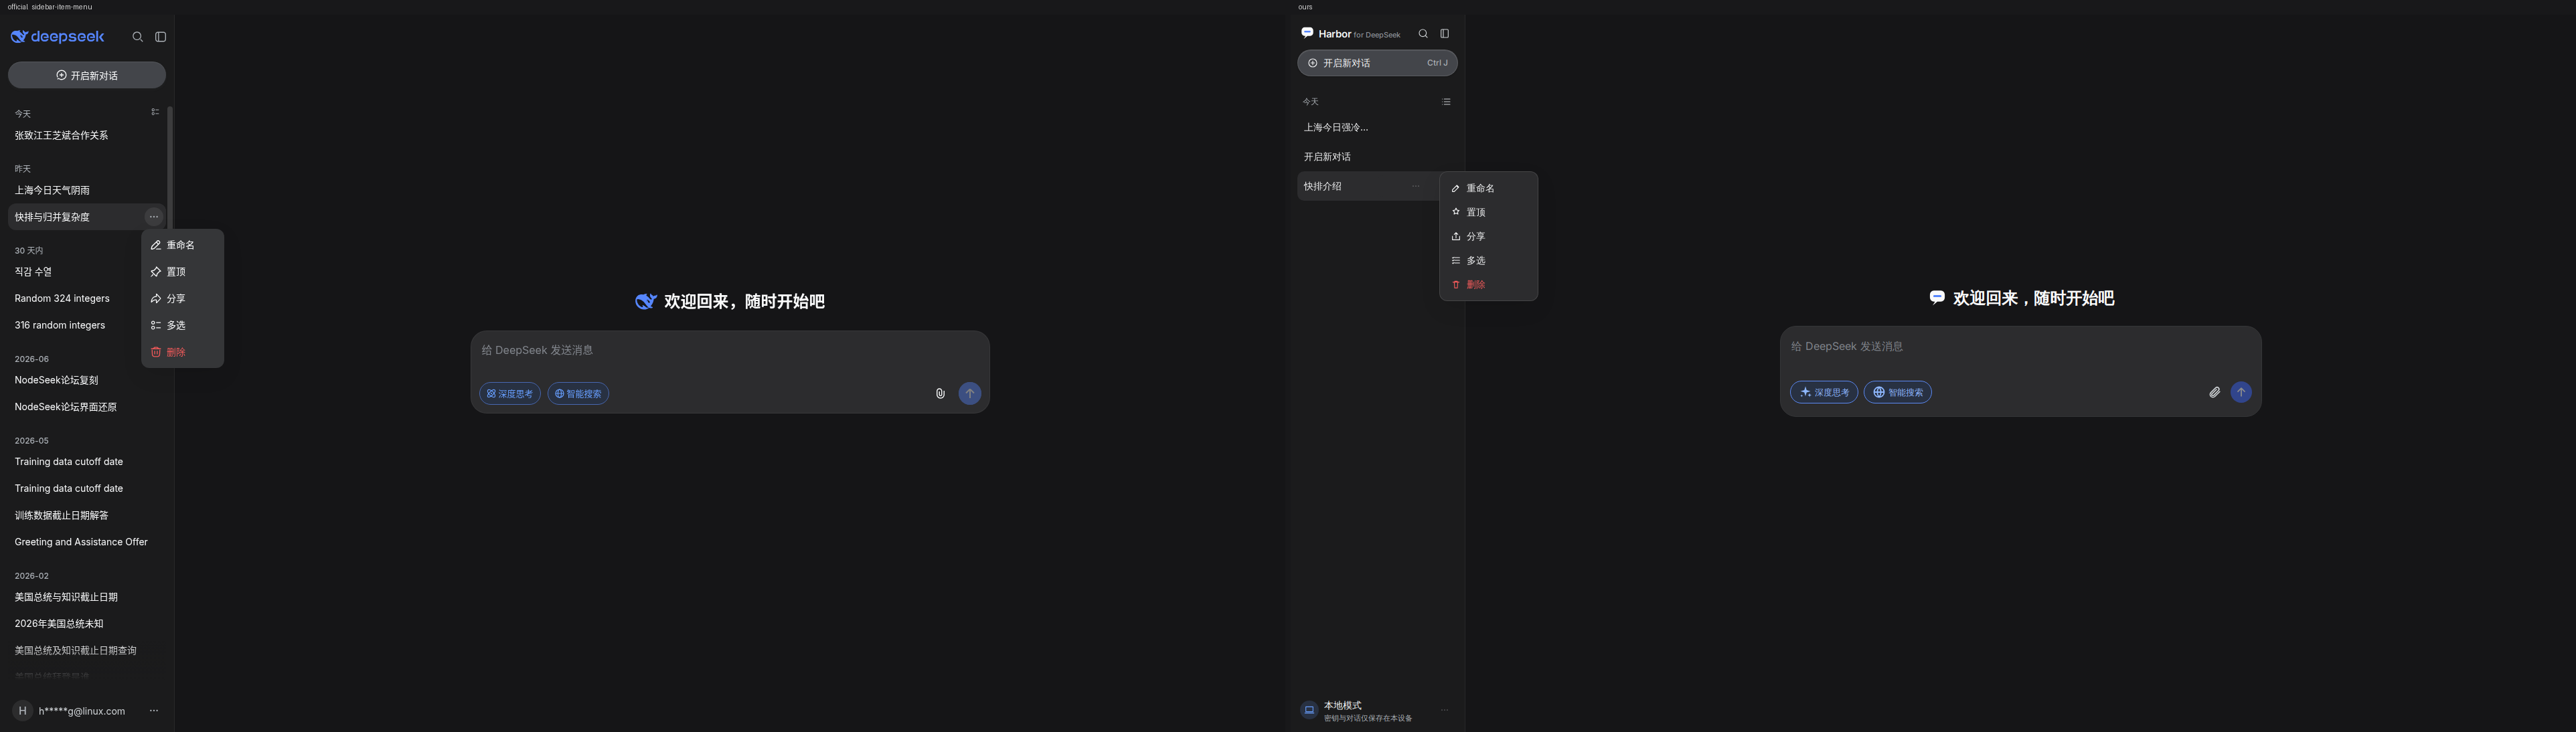 official sidebar-item-menu
deepseek
开启新对话
今天
张致江王芝斌合作关系
昨天
上海今日天气阴雨
快排与归并复杂度
30 天内
직감 수열
Random 324 integers
316 random integers
2026-06
NodeSeek论坛复刻
NodeSeek论坛界面还原
2026-05
Training data cutoff date
Training data cutoff date
训练数据截止日期解答
Greeting and Assistance Offer
2026-02
美国总统与知识截止日期
2026年美国总统未知
美国总统及知识截止日期查询
H h*****g@linux.com
重命名
置顶
分享
多选
删除
欢迎回来，随时开始吧
给 DeepSeek 发送消息
深度思考 智能搜索
ours
Harbor for DeepSeek
开启新对话 Ctrl J
今天
上海今日强冷...
开启新对话
快排介绍
重命名
置顶
分享
多选
删除
欢迎回来，随时开始吧
给 DeepSeek 发送消息
深度思考 智能搜索
本地模式
密钥与对话仅保存在本设备